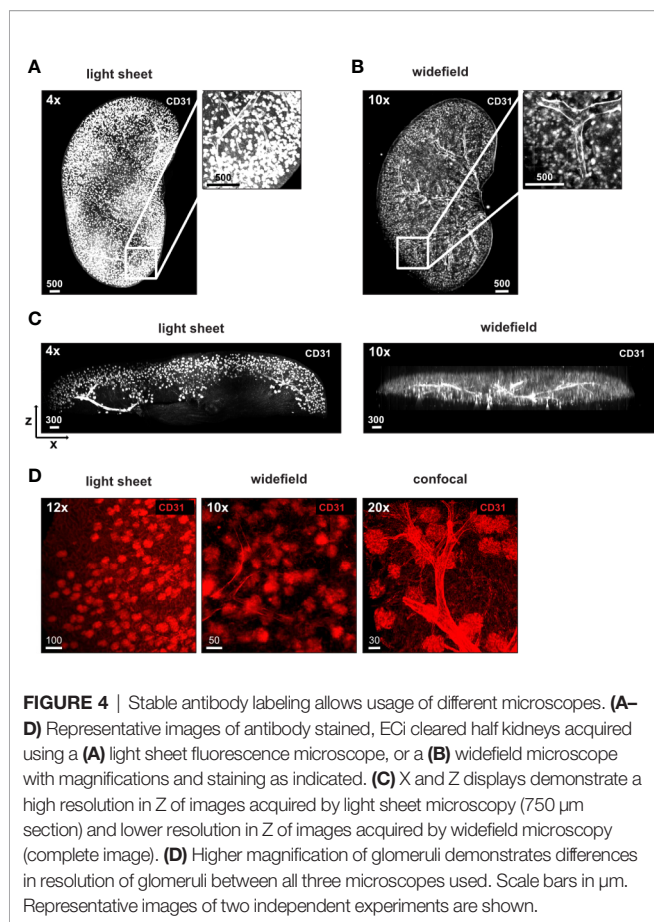 A
light sheet
4x
CD31
500
500
B
widefield
10x
CD31
500
500
C
light sheet
4x
CD31
300
z
x
widefield
10x
CD31
300
D
light sheet
12x
CD31
100
widefield
10x
CD31
50
confocal
20x
CD31
30
FIGURE 4 | Stable antibody labeling allows usage of different microscopes. (A–
D) Representative images of antibody stained, ECi cleared half kidneys acquired
using a (A) light sheet fluorescence microscope, or a (B) widefield microscope
with magnifications and staining as indicated. (C) X and Z displays demonstrate a
high resolution in Z of images acquired by light sheet microscopy (750 µm
section) and lower resolution in Z of images acquired by widefield microscopy
(complete image). (D) Higher magnification of glomeruli demonstrates differences
in resolution of glomeruli between all three microscopes used. Scale bars in µm.
Representative images of two independent experiments are shown.